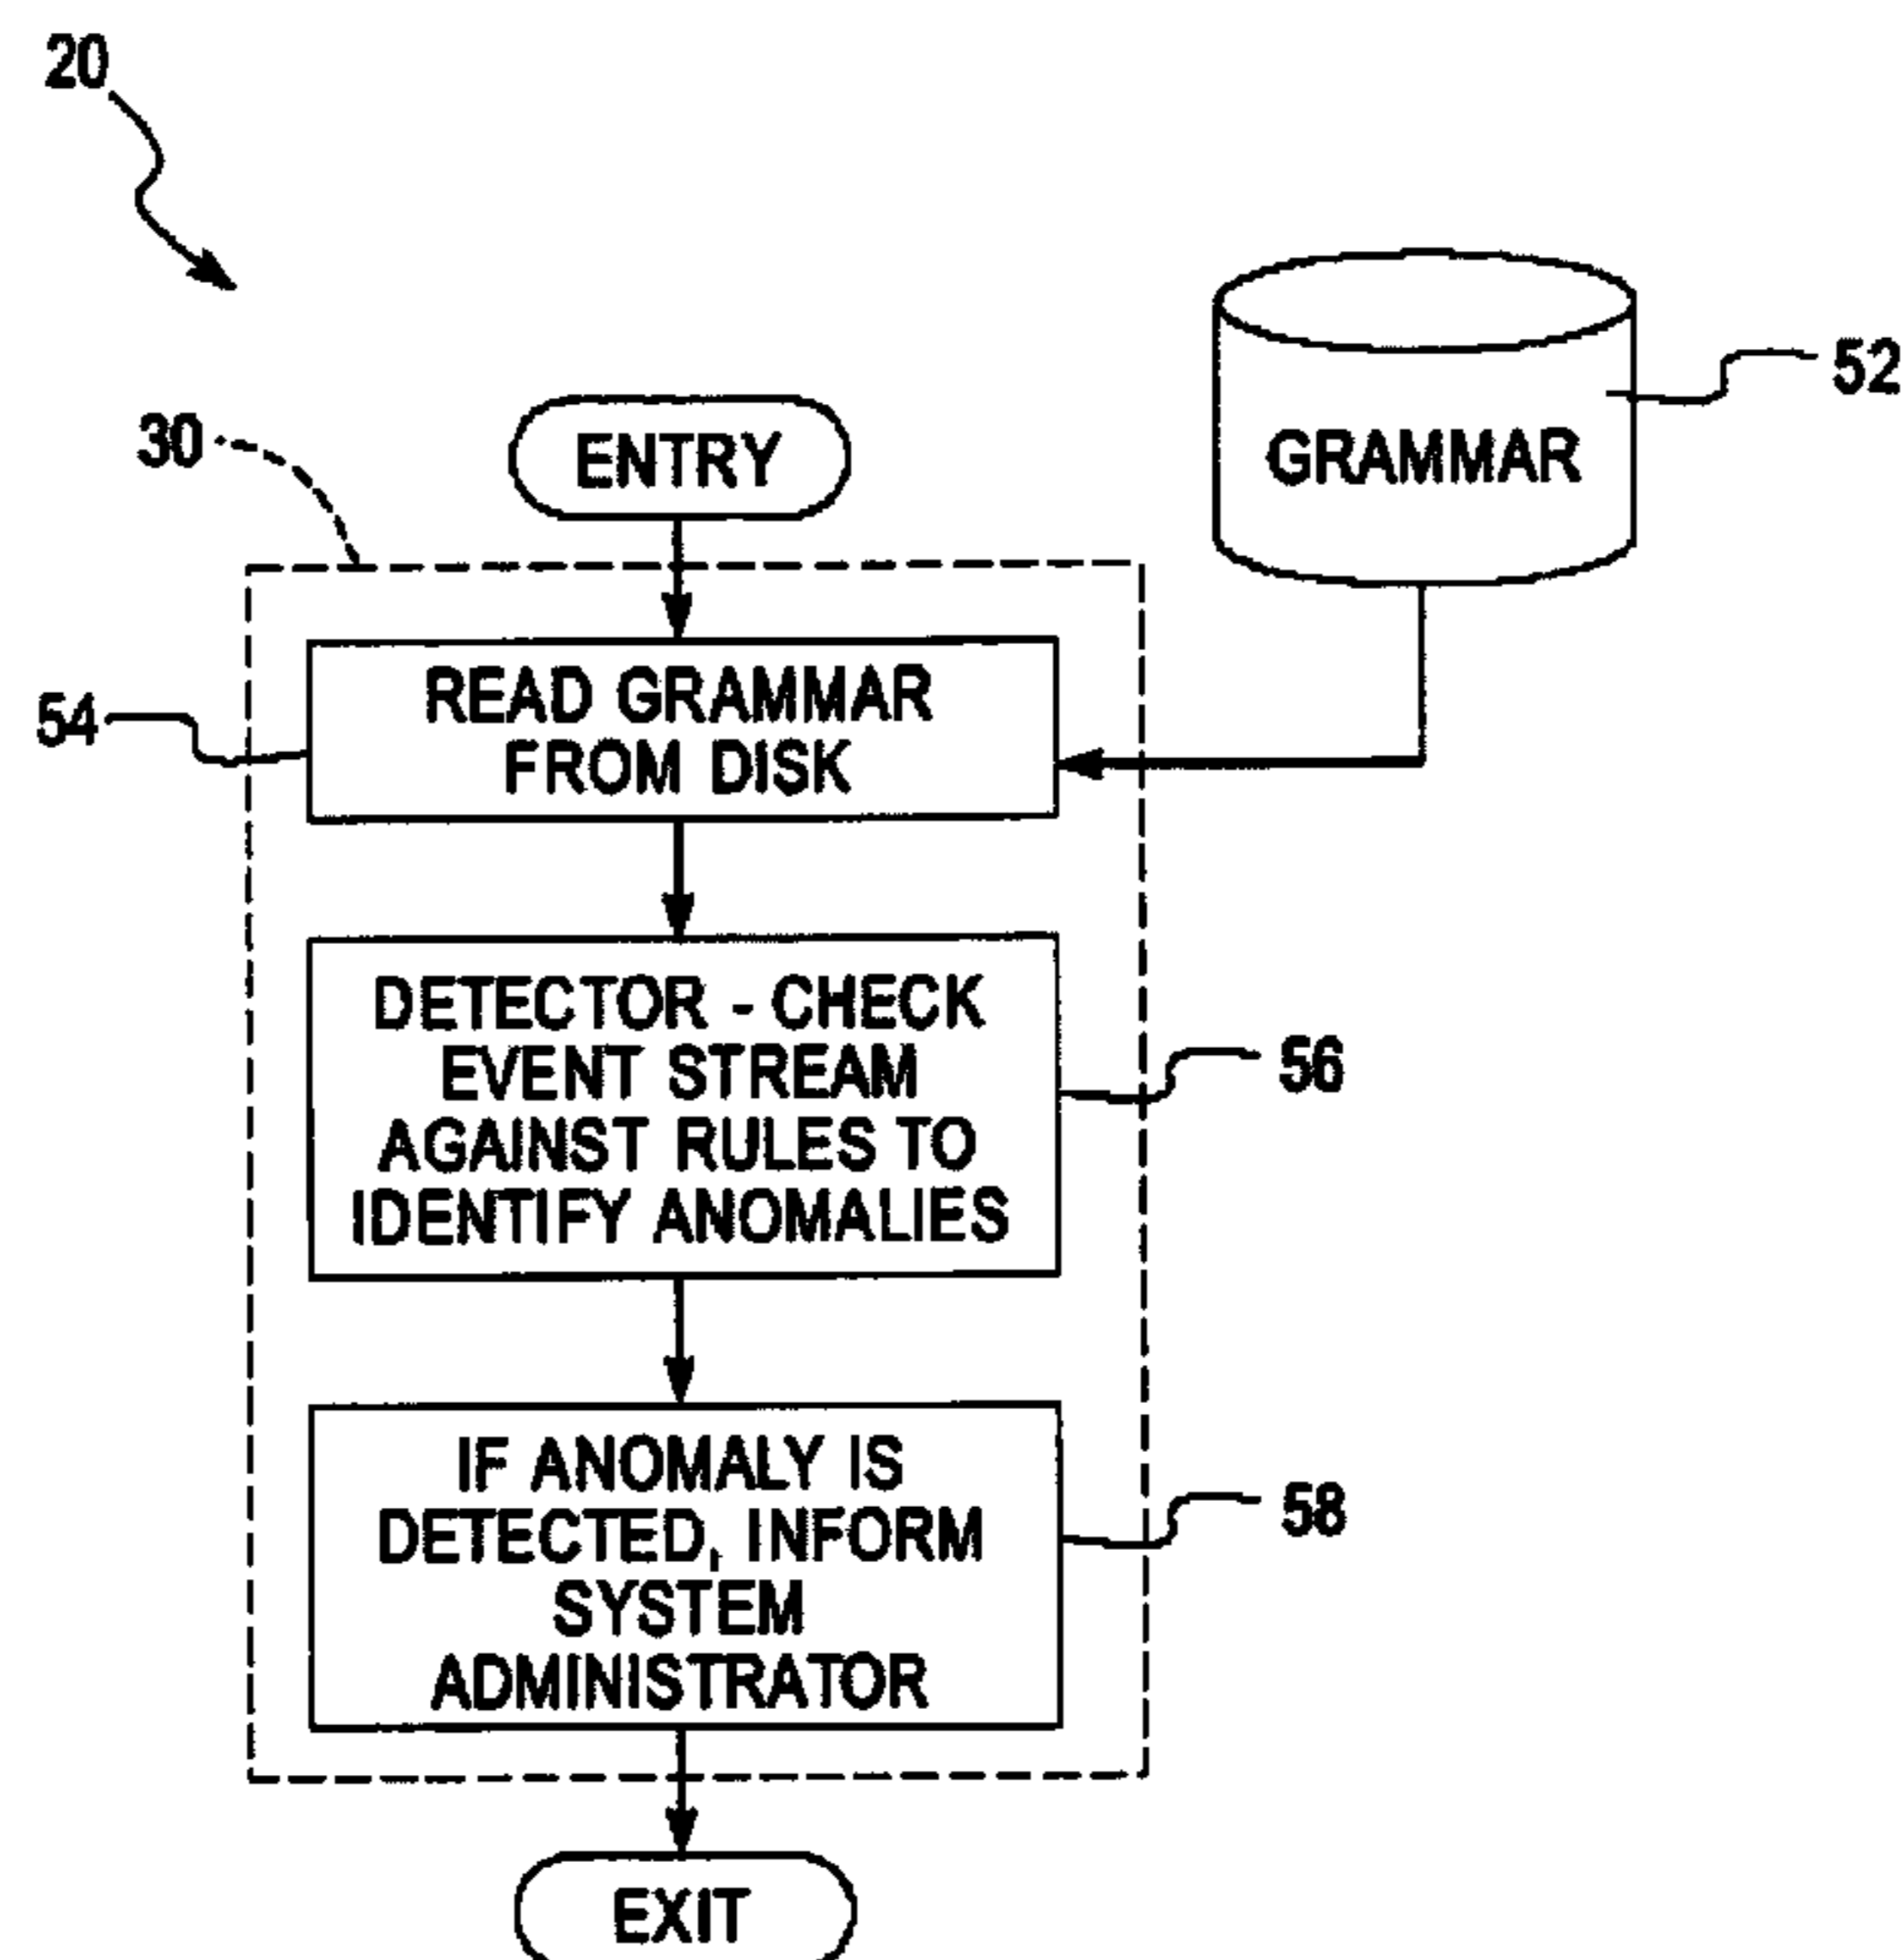 20
52
30
ENTRY
GRAMMAR
54
READ GRAMMAR
FROM DISK
DETECTOR - CHECK
EVENT STREAM
AGAINST RULES TO
IDENTIFY ANOMALIES
56
IF ANOMALY IS
DETECTED, INFORM
SYSTEM
ADMINISTRATOR
58
EXIT